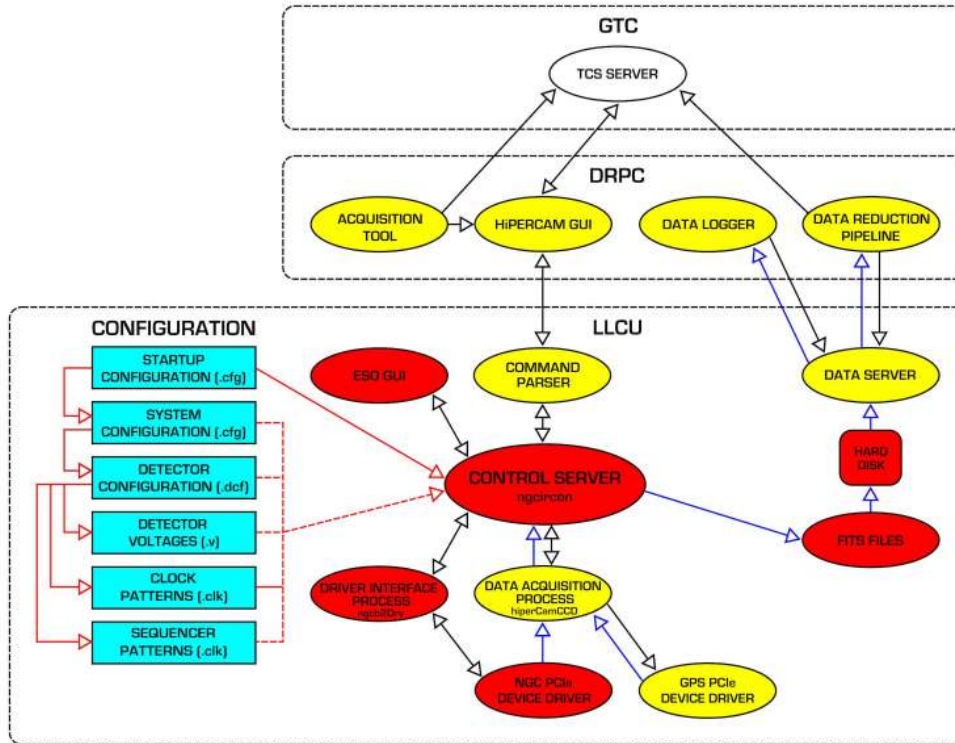 GTC
TCS SERVER
DRPC
ACQUISITION
TOOL
HiPERCAM GUI
DATA LOGGER
DATA REDUCTION
PIPELINE
CONFIGURATION
LLCU
STARTUP
CONFIGURATION (.cfg)
SYSTEM
CONFIGURATION (.cfg)
DETECTOR
CONFIGURATION (.dcf)
DETECTOR
VOLTAGES (.v)
CLOCK
PATTERNS (.clk)
SEQUENCER
PATTERNS (.clk)
ESO GUI
COMMAND
PARSER
DATA SERVER
CONTROL SERVER
ngcircon
HARD
DISK
FITS FILES
DRIVER INTERFACE
PROCESS
DATA ACQUISITION
PROCESS
hiperCamCCD
NGC PCIe
DEVICE DRIVER
GPS PCIe
DEVICE DRIVER